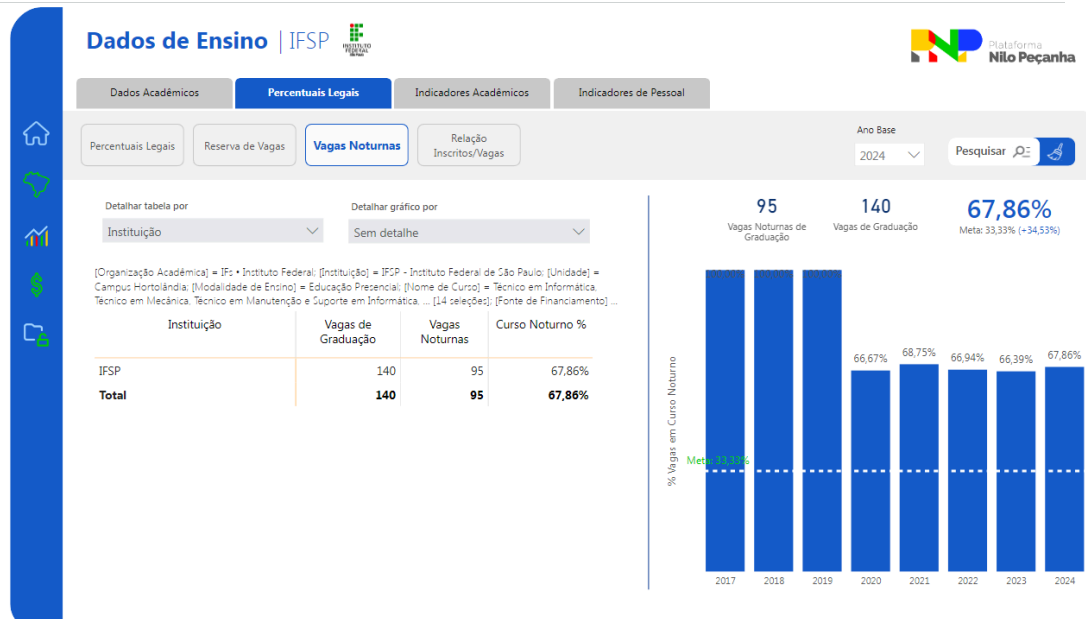 Dados de Ensino | IFSP
INSTITUTO
FEDERAL
São Paulo
Plataforma
Nilo Peçanha
Dados Acadêmicos
Percentuais Legais
Indicadores Acadêmicos
Indicadores de Pessoal
Percentuais Legais
Reserva de Vagas
Vagas Noturnas
Relação
Inscritos/Vagas
Ano Base
2024
Pesquisar
Detalhar tabela por
Instituição
Detalhar gráfico por
Sem detalhe
[Organização Acadêmica] = IFs • Instituto Federal; [Instituição] = IFSP - Instituto Federal de São Paulo; [Unidade] =
Campus Hortolândia; [Modalidade de Ensino] = Educação Presencial; [Nome de Curso] = Técnico em Informática,
Técnico em Mecânica, Técnico em Manutenção e Suporte em Informática, ... [14 seleções]; [Fonte de Financiamento] ...
Instituição Vagas de Graduação Vagas Noturnas Curso Noturno %
IFSP 140 95 67,86%
Total 140 95 67,86%
95
Vagas Noturnas de
Graduação
140
Vagas de Graduação
67,86%
Meta: 33,33% (+34,53%)
% Vagas em Curso Noturno
66,67% 68,75% 66,94% 66,39% 67,86%
Meta: 33,33%
2017 2018 2019 2020 2021 2022 2023 2024